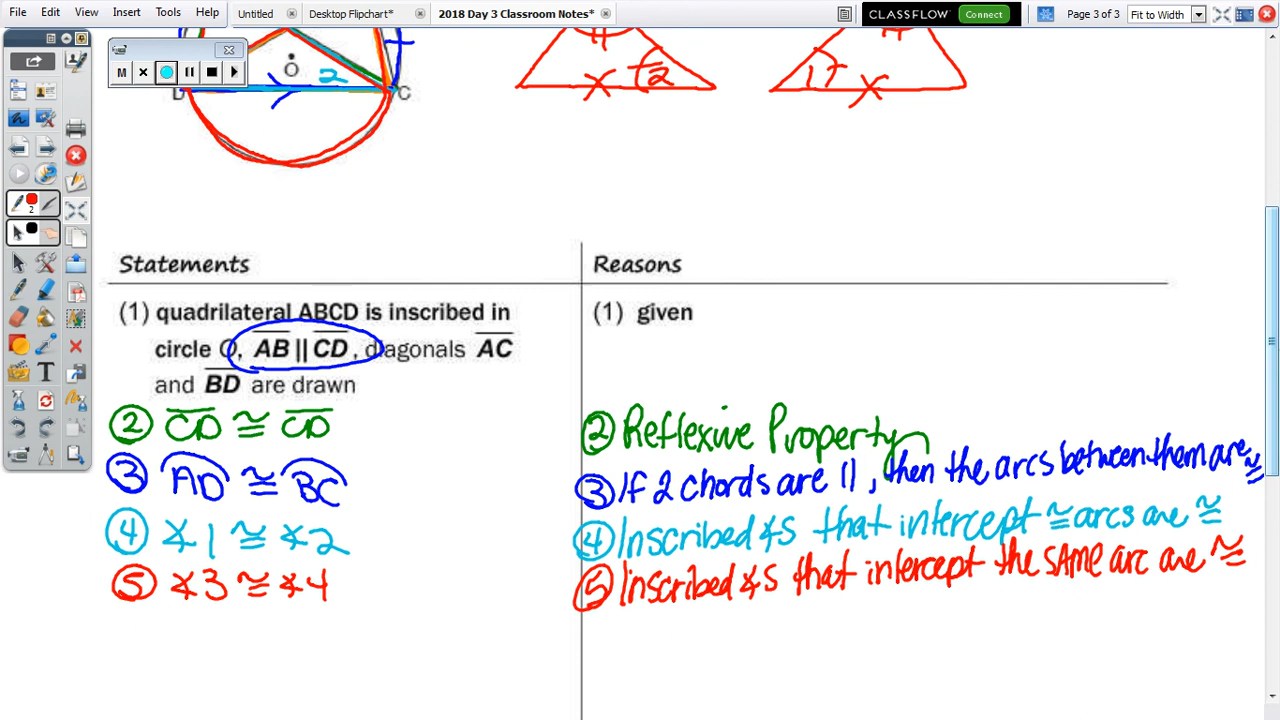 File Edit View Insert Tools Help
Untitled
Desktop Flipchart*
2018 Day 3 Classroom Notes*
CLASSFLOW Connect
Page 3 of 3
Fit to Width
M
O
2
C
2
1
2
Statements
Reasons
(1) quadrilateral ABCD is inscribed in
circle O, AB || CD, diagonals AC
and BD are drawn
(1) given
② CD ≅ CD
② Reflexive Property
③ AD ≅ BC
③ If 2 chords are ||, then the arcs between them are ≅
④ ∡1 ≅ ∡2
④ Inscribed ∡s that intercept ≅ arcs are ≅
⑤ ∡3 ≅ ∡4
⑤ Inscribed ∡s that intercept the SAME arc are ≅